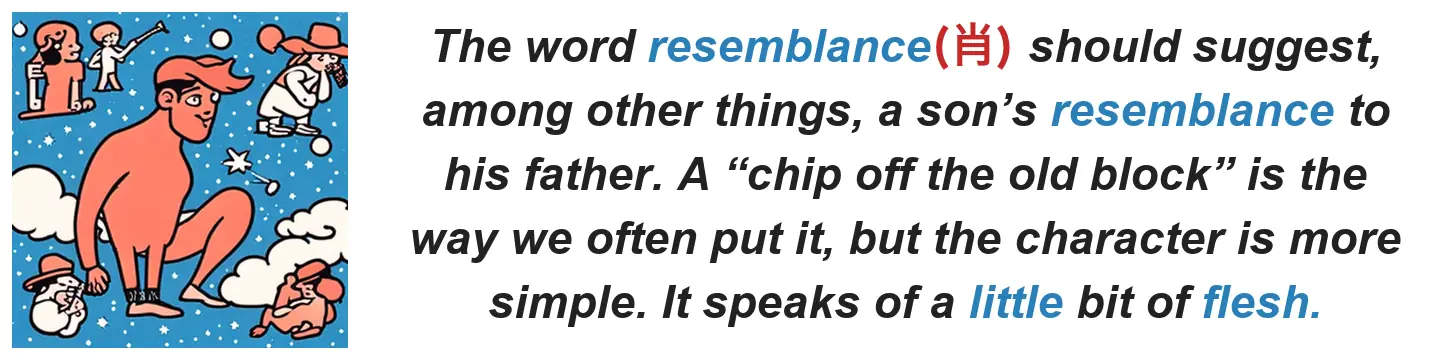 The word resemblance(肖) should suggest,
among other things, a son’s resemblance to
his father. A “chip off the old block” is the
way we often put it, but the character is more
simple. It speaks of a little bit of flesh.